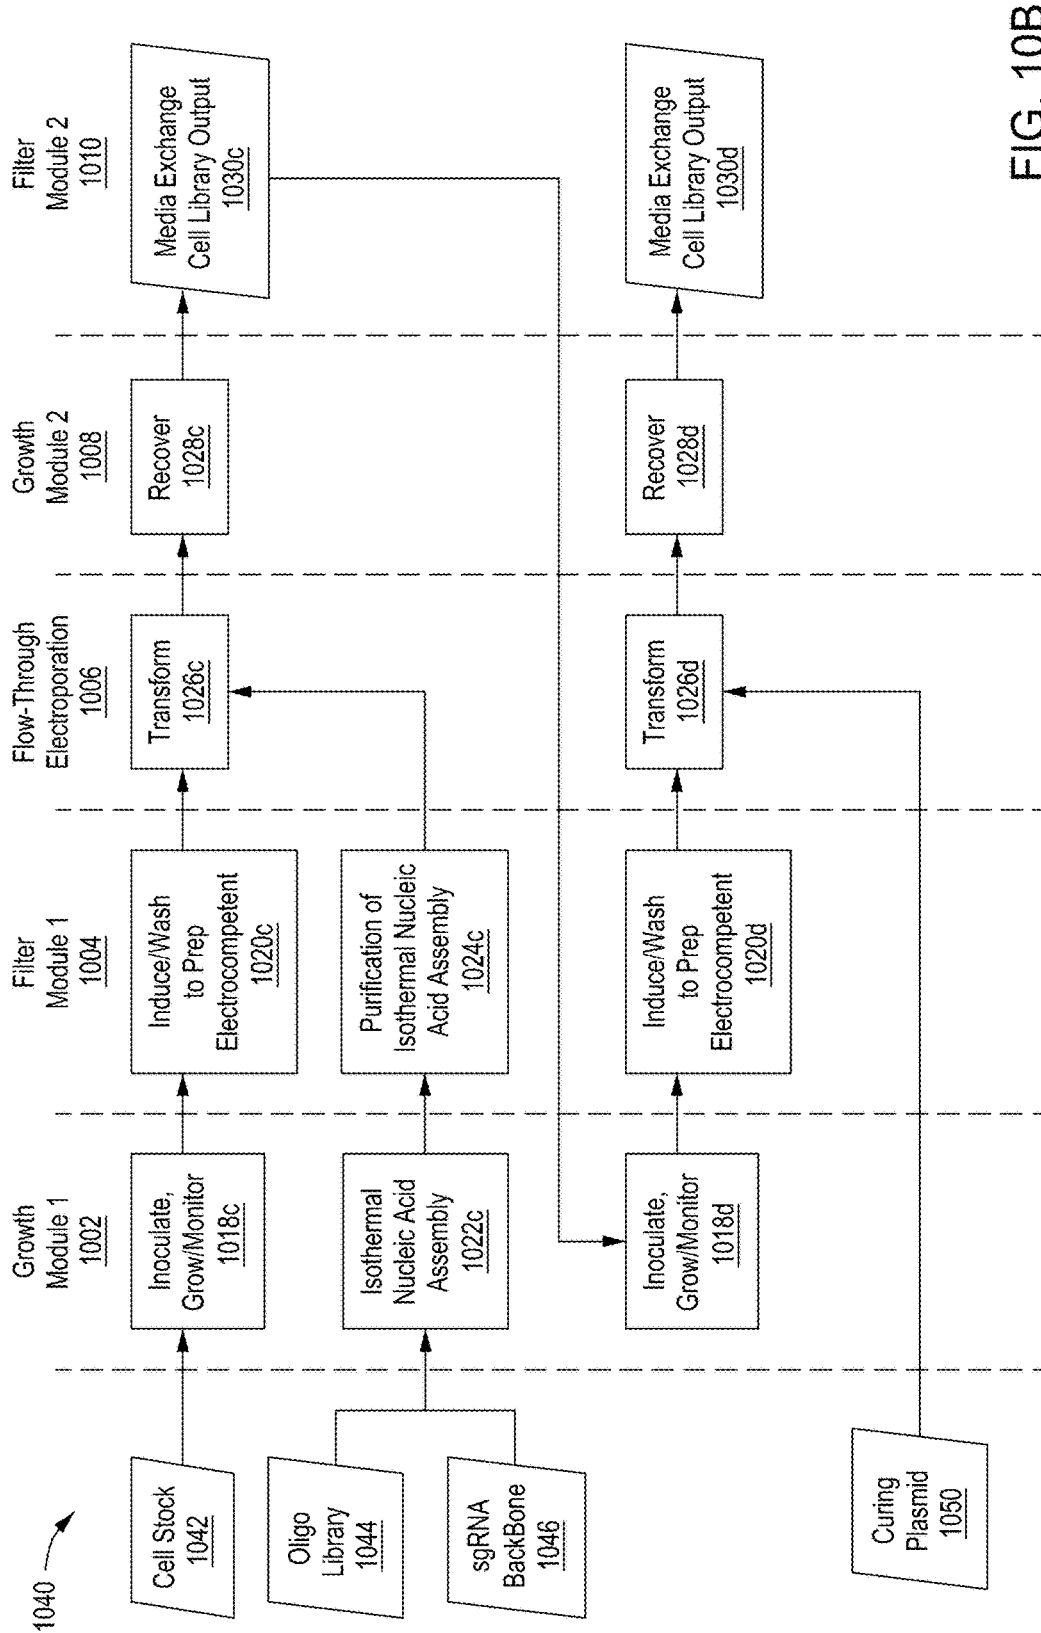 1040
Growth
Module 1
1002
Filter
Module 1
1004
Flow-Through
Electroporation
1006
Growth
Module 2
1008
Filter
Module 2
1010
Cell Stock
1042
Inoculate,
Grow/Monitor
1018c
Induce/Wash
to Prep
Electrocompetent
1020c
Transform
1026c
Recover
1028c
Media Exchange
Cell Library Output
1030c
Oligo
Library
1044
sgRNA
BackBone
1046
Isothermal
Nucleic Acid
Assembly
1022c
Purification of
Isothermal Nucleic
Acid Assembly
1024c
Inoculate,
Grow/Monitor
1018d
Induce/Wash
to Prep
Electrocompetent
1020d
Transform
1026d
Recover
1028d
Media Exchange
Cell Library Output
1030d
Curing
Plasmid
1050
FIG. 10B